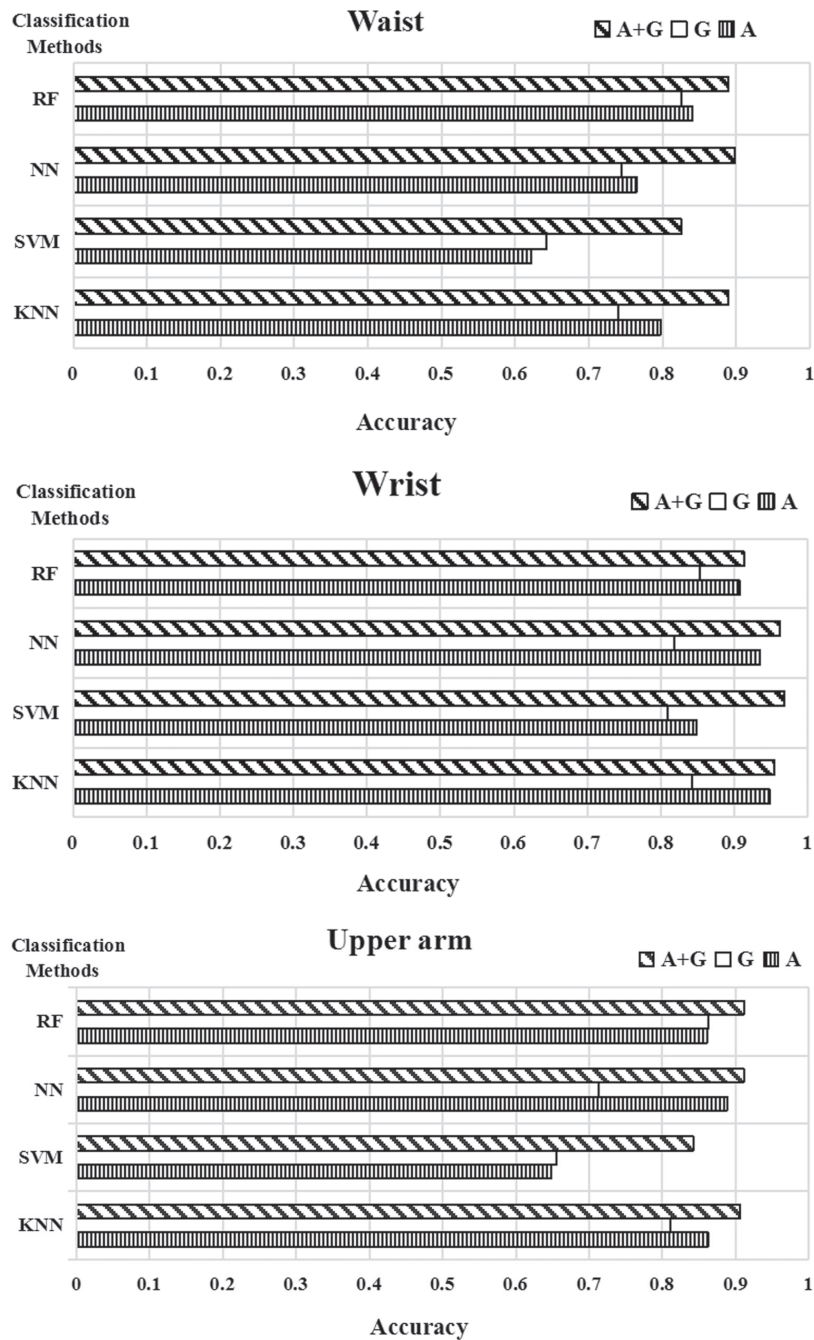 Classification
Methods
Waist
A+G G A
RF
NN
SVM
KNN
0 0.1 0.2 0.3 0.4 0.5 0.6 0.7 0.8 0.9 1
Accuracy
Classification
Methods
Wrist
A+G G A
RF
NN
SVM
KNN
0 0.1 0.2 0.3 0.4 0.5 0.6 0.7 0.8 0.9 1
Accuracy
Classification
Methods
Upper arm
A+G G A
RF
NN
SVM
KNN
0 0.1 0.2 0.3 0.4 0.5 0.6 0.7 0.8 0.9 1
Accuracy